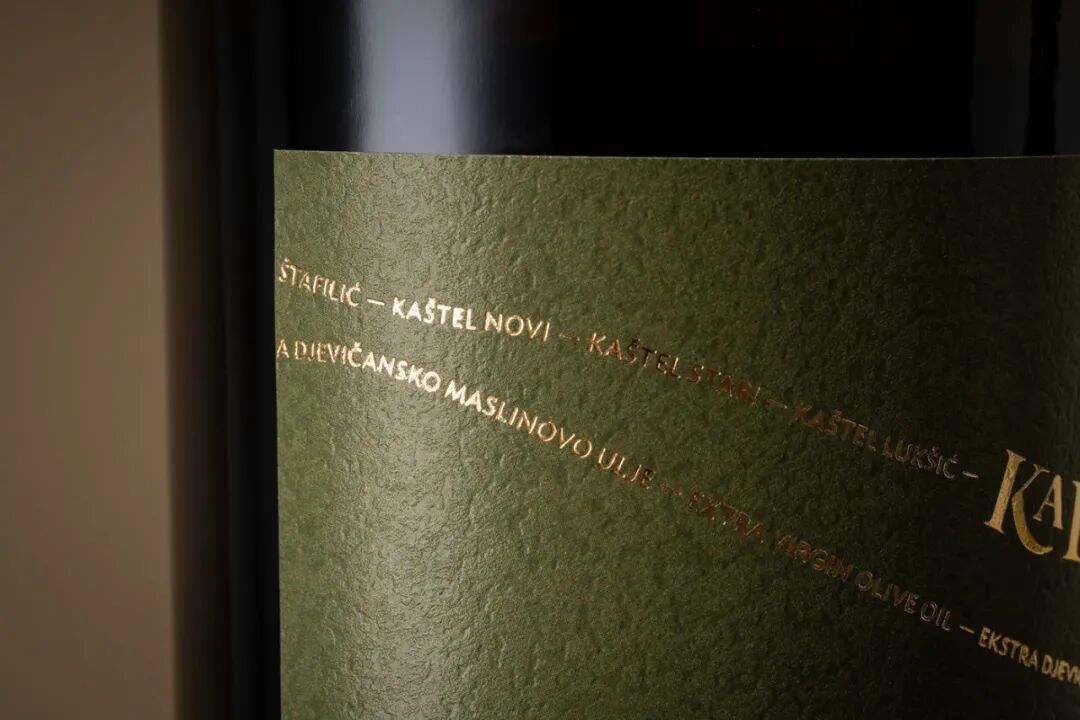 ŠTAFILIĆ – KAŠTEL NOVI – KAŠTEL STARI – KAŠTEL LUKŠIĆ –
A DJEVIČANSKO MASLINOVO ULJE – EXTRA VIRGIN OLIVE OIL – EKSTRA